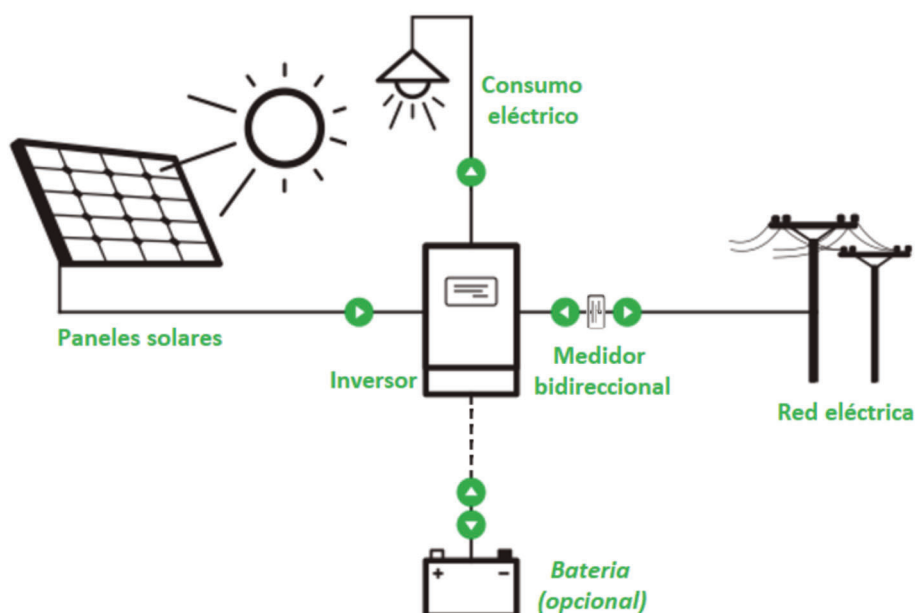 Consumo
eléctrico
Paneles solares
Inversor
Medidor
bidireccional
Red eléctrica
+ −
Bateria
(opcional)